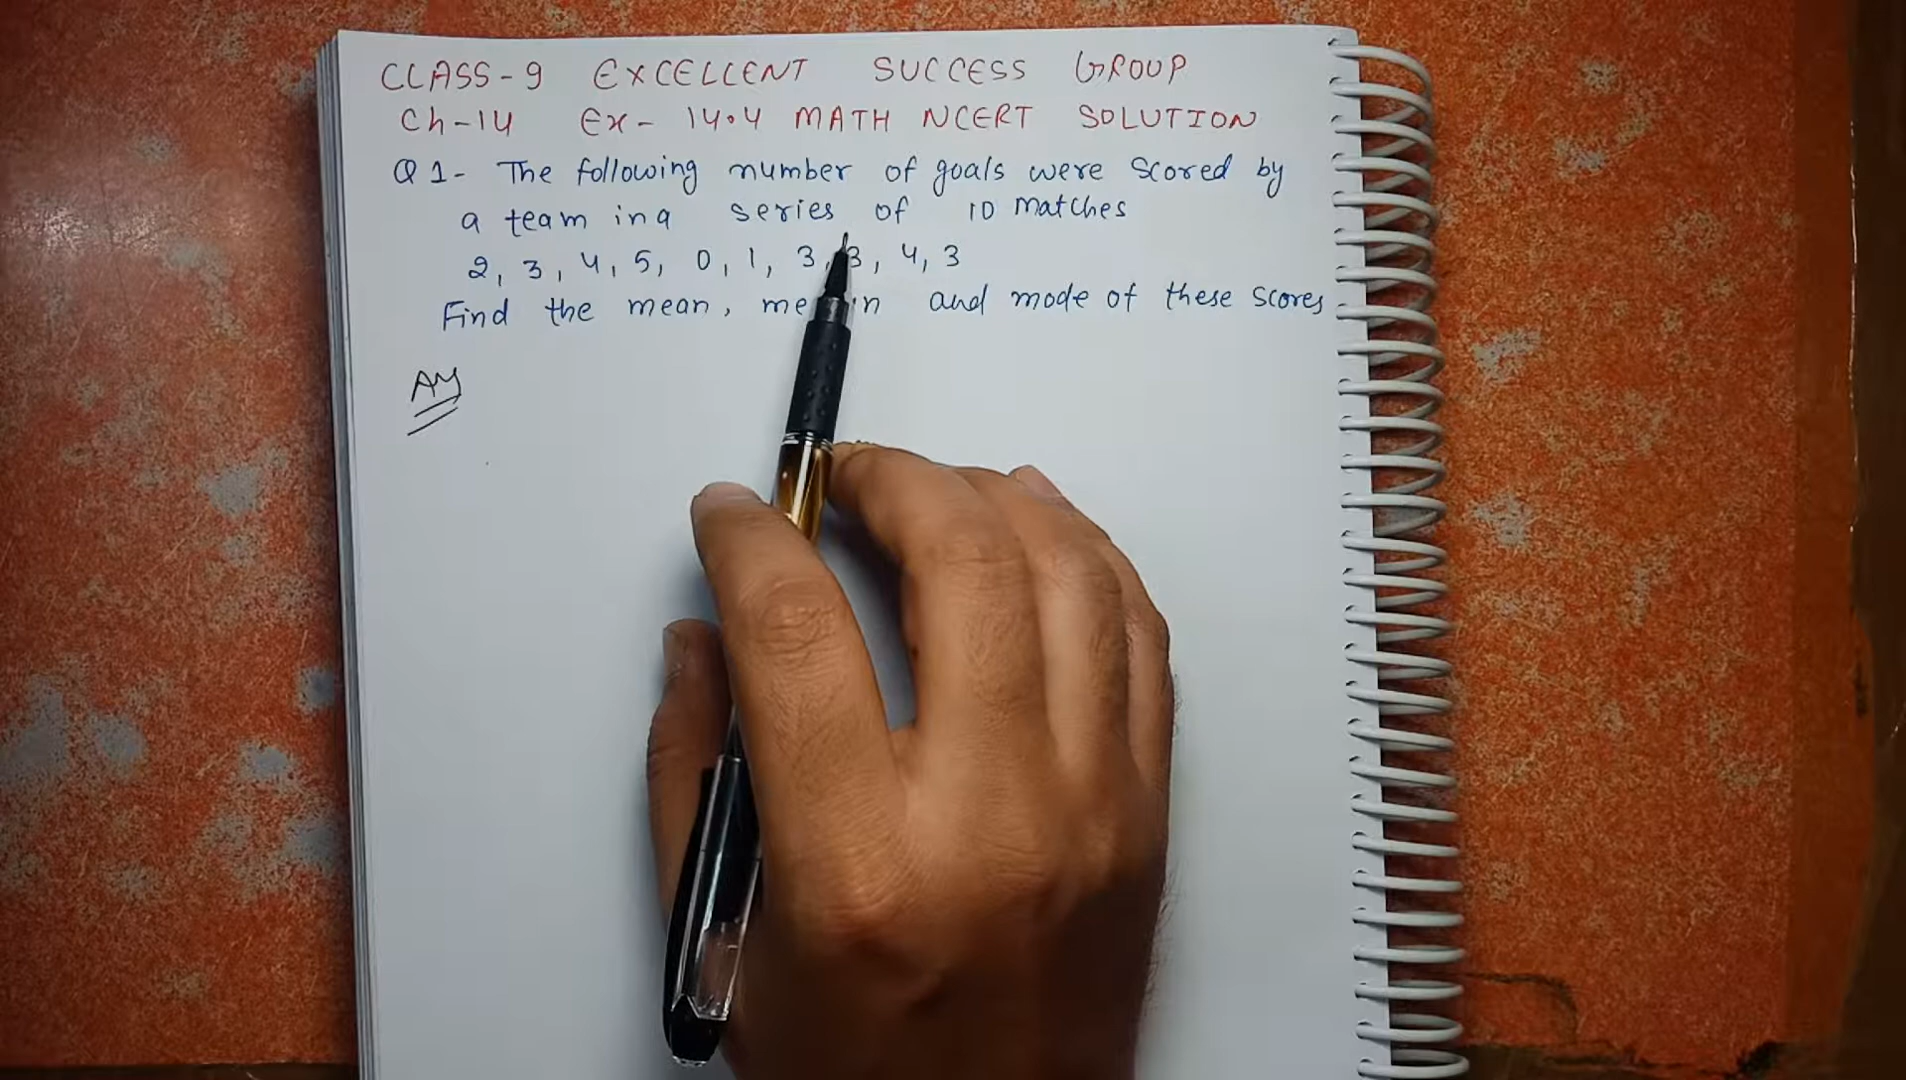 CLASS-9 EXCELLENT SUCCESS GROUP
Ch-14 Ex- 14.4 MATH NCERT SOLUTION
Q 1- The following number of goals were scored by
a team in a series of 10 matches
2, 3, 4, 5, 0, 1, 3, 3, 4, 3
Find the mean, and mode of these scores